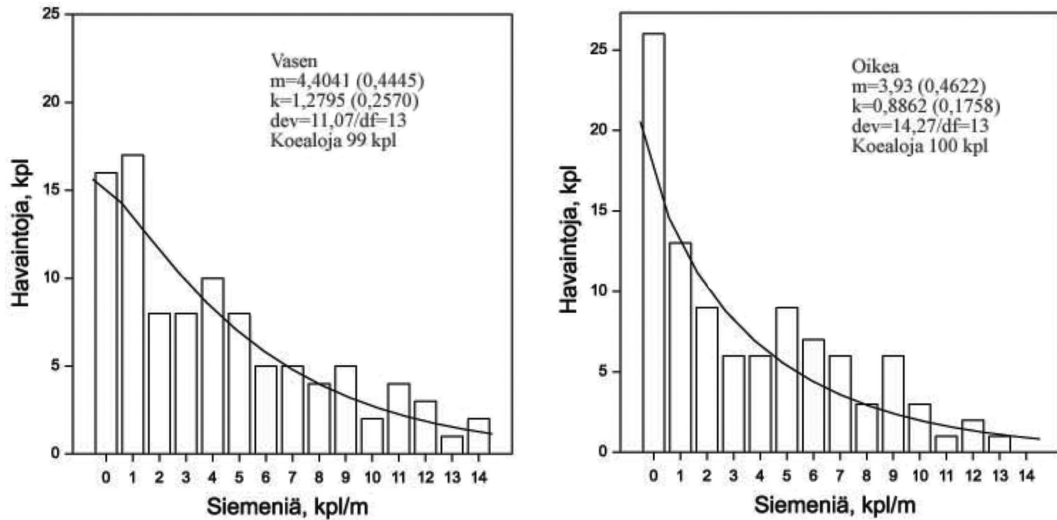 25
20
15
10
5
0
Havaintoja, kpl
Vasen
m=4,4041 (0,4445)
k=1,2795 (0,2570)
dev=11,07/df=13
Koealoja 99 kpl
0 1 2 3 4 5 6 7 8 9 10 11 12 13 14
Siemeniä, kpl/m
25
20
15
10
5
0
Havaintoja, kpl
Oikea
m=3,93 (0,4622)
k=0,8862 (0,1758)
dev=14,27/df=13
Koealoja 100 kpl
0 1 2 3 4 5 6 7 8 9 10 11 12 13 14
Siemeniä, kpl/m